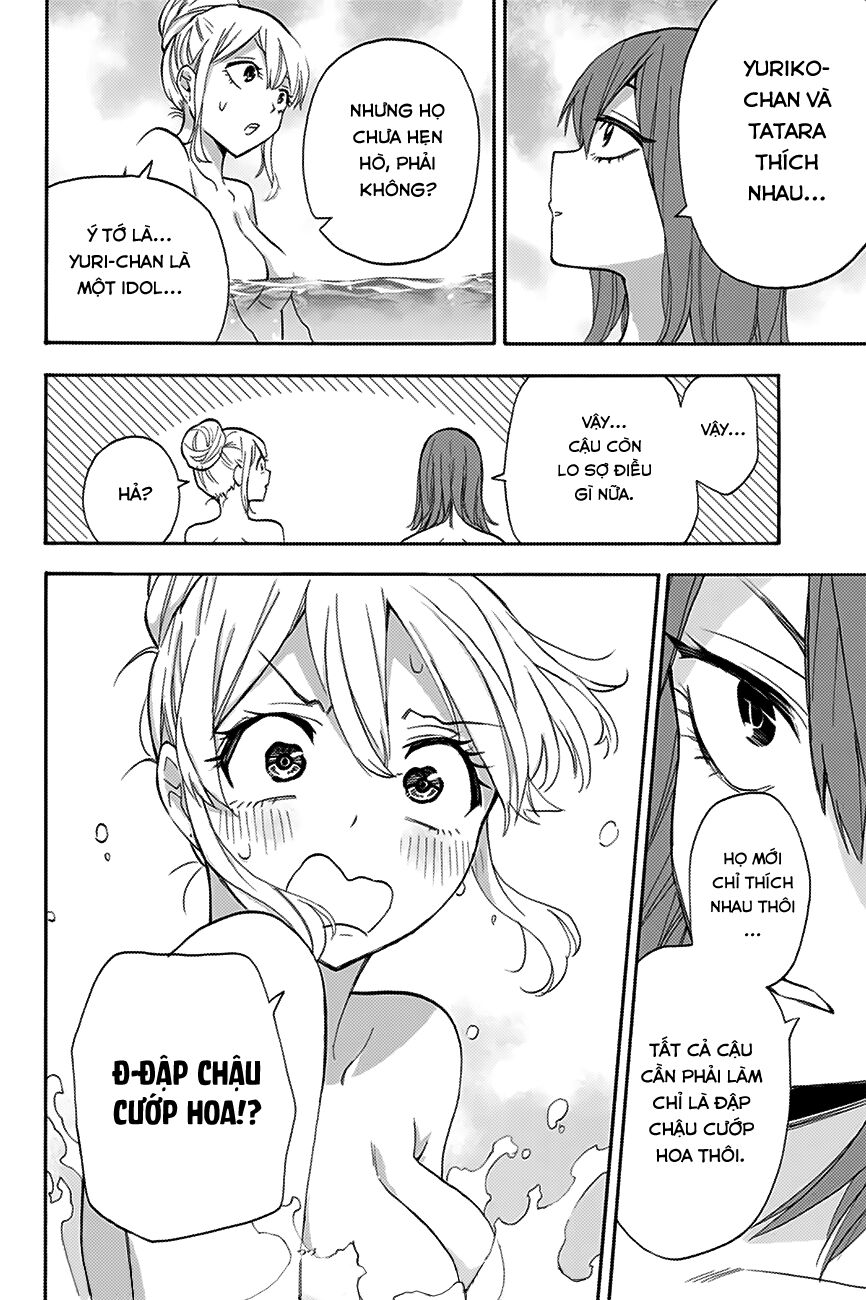 YURIKO-
CHAN VÀ
TATARA
THÍCH
NHAU...
NHƯNG HỌ
CHƯA HẸN
HÒ, PHẢI
KHÔNG?
Ý TỚ LÀ...
YURI-CHAN LÀ
MỘT IDOL...
VẬY...
VẬY...
CẬU CÒN
LO SỢ ĐIỀU
GÌ NỮA.
HẢ?
HỌ MỚI
CHỈ THÍCH
NHAU THÔI
...
TẤT CẢ CẬU
CẦN PHẢI LÀM
CHỈ LÀ ĐẬP
CHẬU CƯỚP
HOA THÔI.
Đ-ĐẬP CHẬU
CƯỚP HOA!?